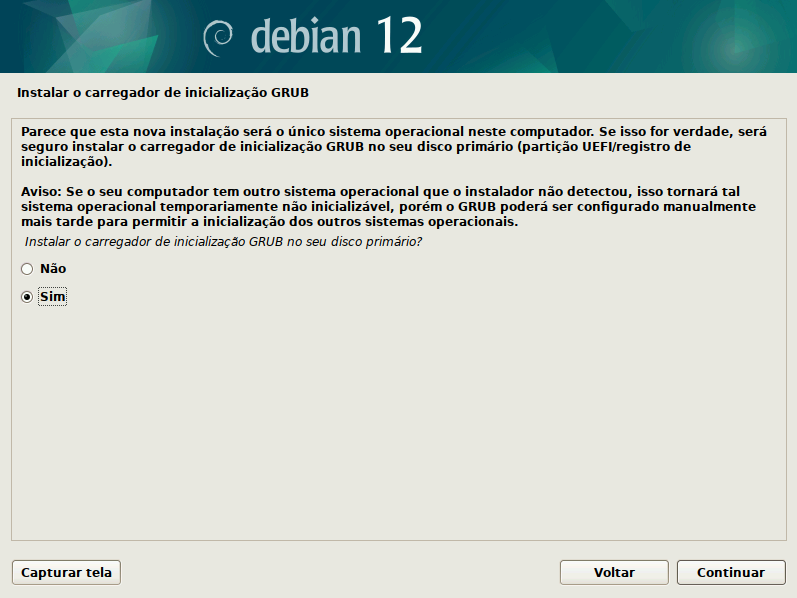 debian 12
Instalar o carregador de inicialização GRUB
Parece que esta nova instalação será o único sistema operacional neste computador. Se isso for verdade, será
seguro instalar o carregador de inicialização GRUB no seu disco primário (partição UEFI/registro de
inicialização).
Aviso: Se o seu computador tem outro sistema operacional que o instalador não detectou, isso tornará tal
sistema operacional temporariamente não inicializável, porém o GRUB poderá ser configurado manualmente
mais tarde para permitir a inicialização dos outros sistemas operacionais.
Instalar o carregador de inicialização GRUB no seu disco primário?
Não
Sim
Capturar tela
Voltar
Continuar